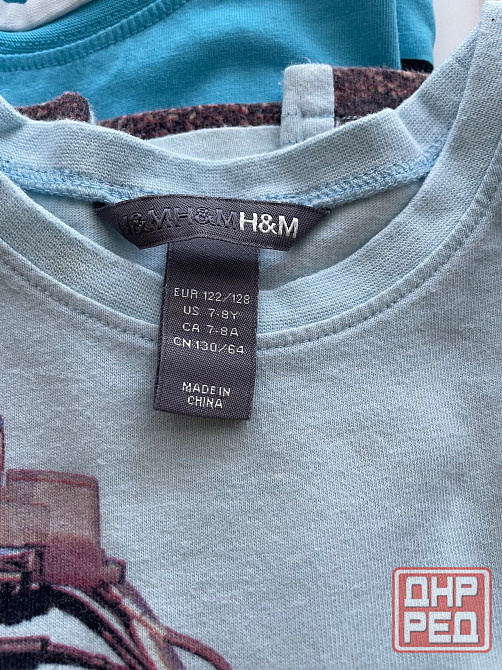 H&MH&MH&M
EUR 122/128
US 7-8Y
CA 7-8A
CN 130/64
MADE IN
CHINA
ДНР
РЕД